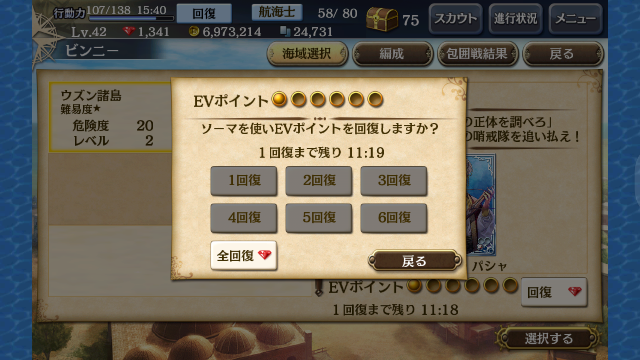 行動力 107/138 15:40 回復 航海士 58/80 75 スカウト 進行状況 メニュー
Lv.42 1,341 6,973,214 24,731
ビンニー 海域選択 編成 包囲戦結果 戻る
ウズン諸島
難易度★
危険度 20
レベル 2
EVポイント
ソーマを使いEVポイントを回復しますか?
1回復まで残り 11:19
1回復 2回復 3回復
4回復 5回復 6回復
全回復 戻る
の正体を調べろ」
の哨戒隊を追い払え!
パシャ
EVポイント 回復
1回復まで残り 11:18
選択する